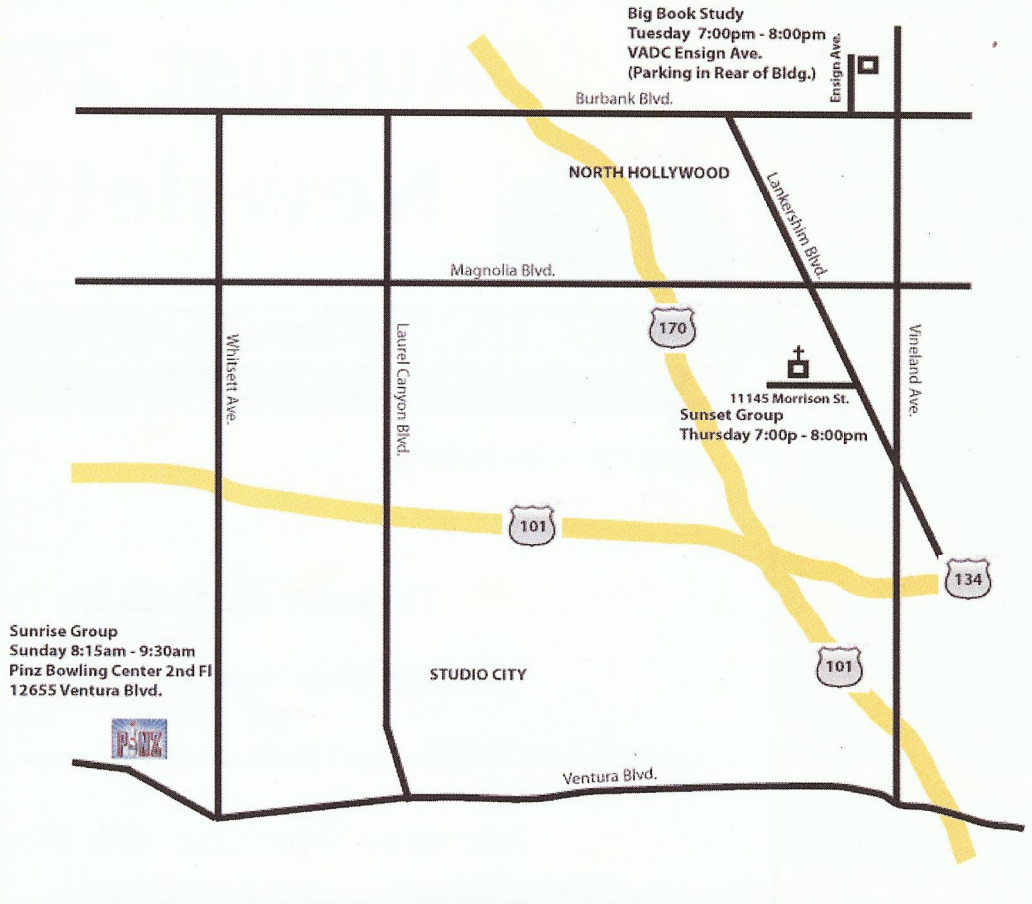 Big Book Study
Tuesday 7:00pm - 8:00pm
VADC Ensign Ave.
(Parking in Rear of Bldg.)
Ensign Ave.
Burbank Blvd.
NORTH HOLLYWOOD
Lankershim Blvd.
Magnolia Blvd.
170
Whitsett Ave.
Laurel Canyon Blvd.
Vineland Ave.
11145 Morrison St.
Sunset Group
Thursday 7:00p - 8:00pm
101
134
Sunrise Group
Sunday 8:15am - 9:30am
Pinz Bowling Center 2nd Fl
12655 Ventura Blvd.
101
STUDIO CITY
PiNZ
Ventura Blvd.